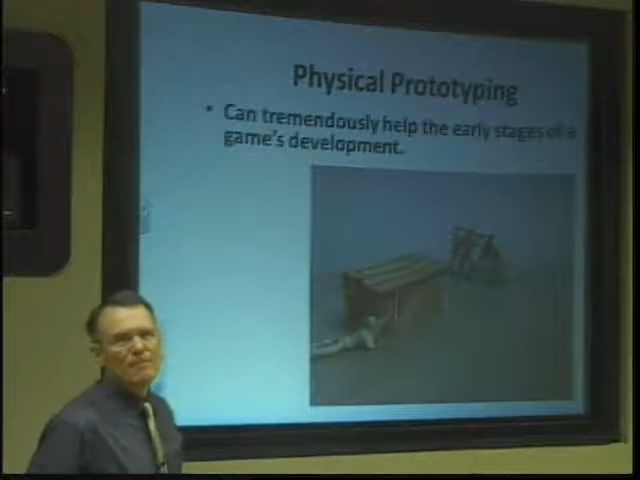 Physical Prototyping
• Can tremendously help the early stages of a
game's development.